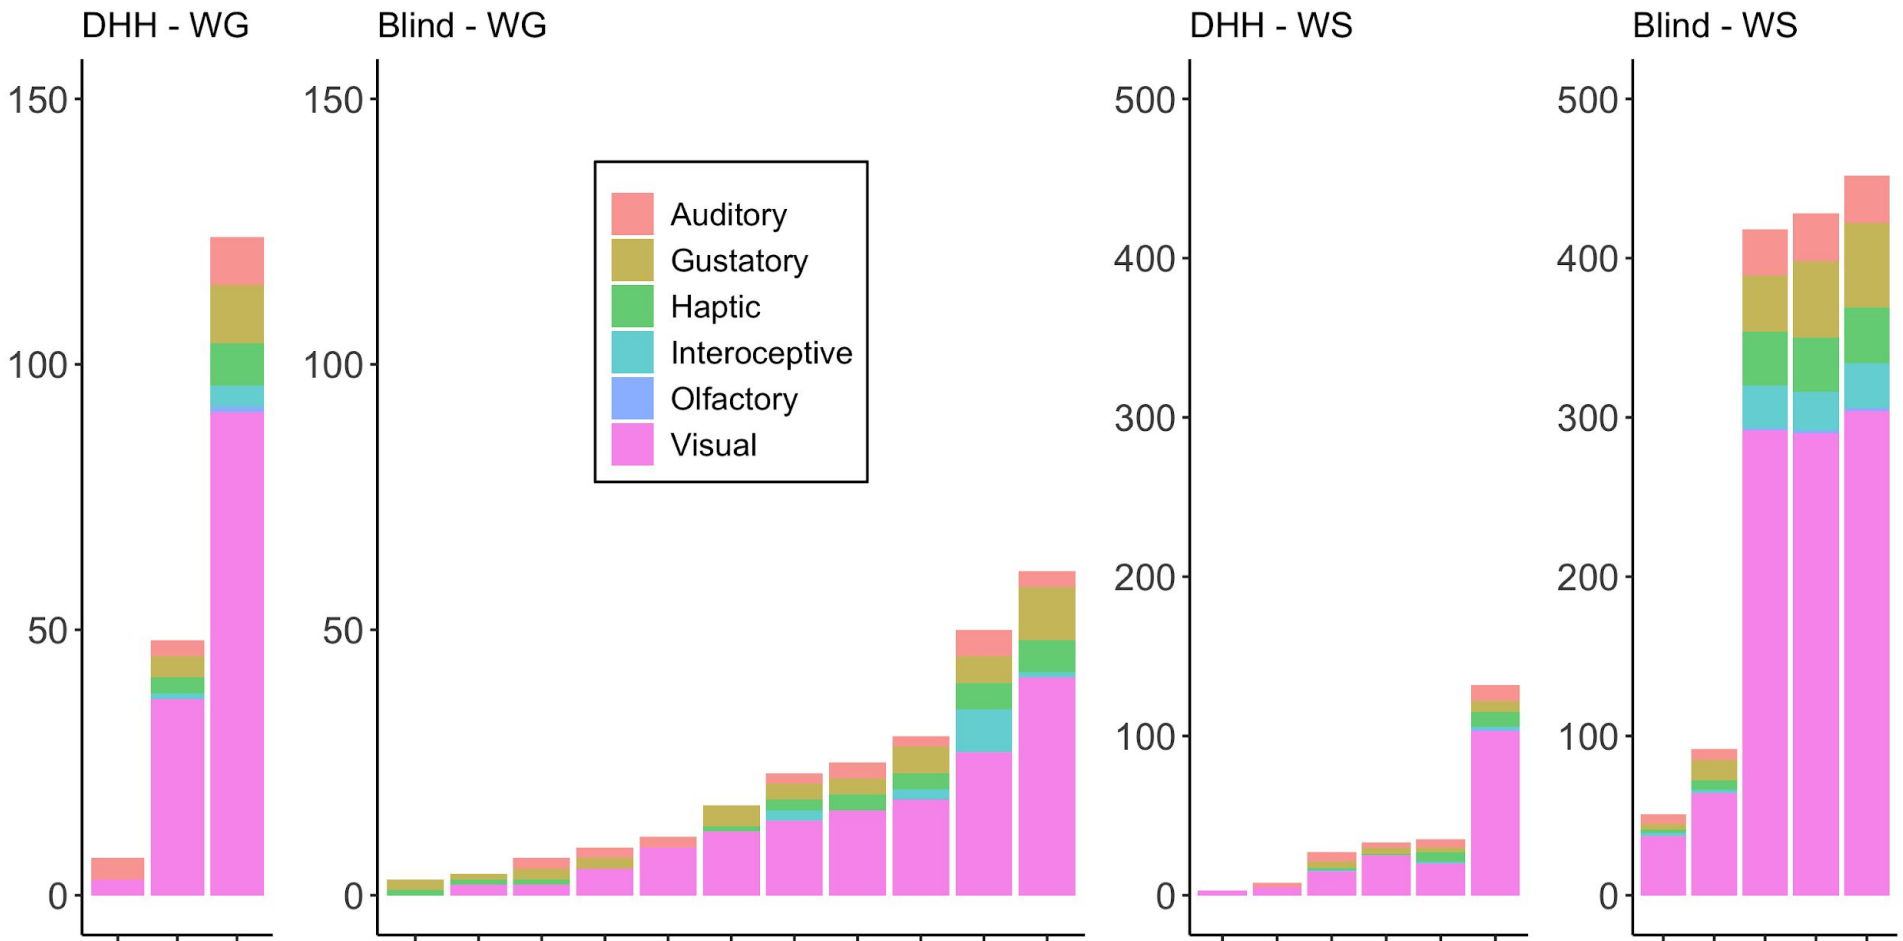 DHH - WG
150
100
50
0
Blind - WG
150
100
50
0
Auditory
Gustatory
Haptic
Interoceptive
Olfactory
Visual
DHH - WS
500
400
300
200
100
0
Blind - WS
500
400
300
200
100
0